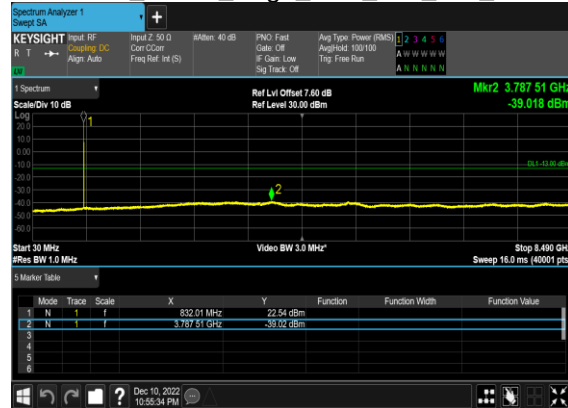 Spectrum Analyzer 1
Swept SA
+
KEYSIGHT Input: RF Input Z: 50 Ω #Atten: 40 dB PNO: Fast Avg Type: Power (RMS) 1 2 3 4 5 6
R T Coupling: DC Corr CCorr Gate: Off Avg|Hold: 100/100 A W W W W W
Align: Auto Freq Ref: Int (S) IF Gain: Low Trig: Free Run
Sig Track: Off A N N N N N
1 Spectrum Ref Lvl Offset 7.60 dB Mkr2 3.787 51 GHz
Scale/Div 10 dB Ref Level 30.00 dBm -39.018 dBm
Log
20.0
10.0
0.00
-10.0
-20.0
-30.0
-40.0
-50.0
-60.0
1
DL1 -13.00 dBm
2
Start 30 MHz Video BW 3.0 MHz* Stop 8.490 GHz
#Res BW 1.0 MHz Sweep 16.0 ms (40001 pts)
5 Marker Table
Mode Trace Scale X Y Function Function Width Function Value
1 N 1 f 832.01 MHz 22.54 dBm
2 N 1 f 3.787 51 GHz -39.02 dBm
3
4
5
6
? Dec 10, 2022
10:55:34 PM